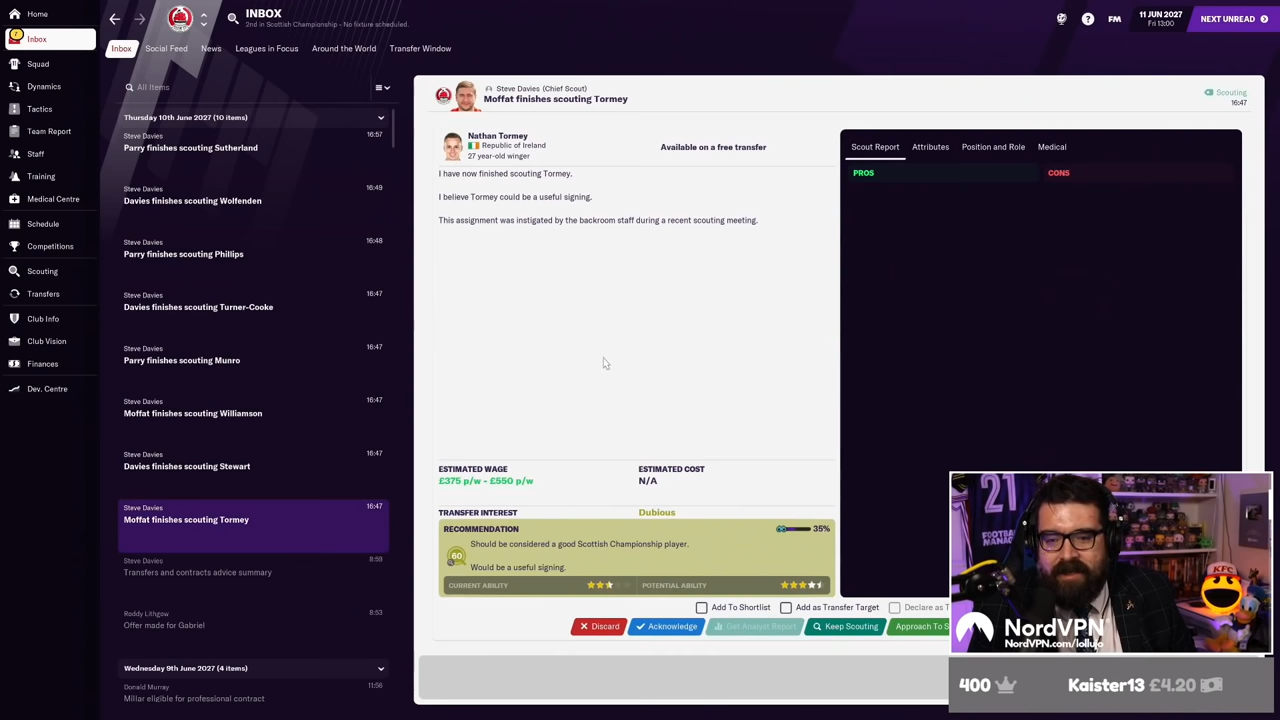 Home
Inbox
Squad
Dynamics
Tactics
Team Report
Staff
Training
Medical Centre
Schedule
Competitions
Scouting
Transfers
Club Info
Club Vision
Finances
Dev. Centre
INBOX
2nd in Scottish Championship - No fixture scheduled.
FM
11 JUN 2027
Fri 13:00
NEXT UNREAD
Inbox Social Feed News Leagues in Focus Around the World Transfer Window
All Items
Thursday 10th June 2027 (10 items)
Steve Davies 16:57
Parry finishes scouting Sutherland
Steve Davies 16:49
Davies finishes scouting Wolfenden
Steve Davies 16:48
Parry finishes scouting Phillips
Steve Davies 16:47
Davies finishes scouting Turner-Cooke
Steve Davies 16:47
Parry finishes scouting Munro
Steve Davies 16:47
Moffat finishes scouting Williamson
Steve Davies 16:47
Davies finishes scouting Stewart
Steve Davies 16:47
Moffat finishes scouting Tormey
Steve Davies 8:59
Transfers and contracts advice summary
Roddy Lithgow 8:53
Offer made for Gabriel
Wednesday 9th June 2027 (4 items)
Donald Murray 11:56
Millar eligible for professional contract
Steve Davies (Chief Scout)
Moffat finishes scouting Tormey
Scouting
16:47
Nathan Tormey
Republic of Ireland
27 year-old winger
Available on a free transfer
I have now finished scouting Tormey.
I believe Tormey could be a useful signing.
This assignment was instigated by the backroom staff during a recent scouting meeting.
Scout Report Attributes Position and Role Medical
PROS CONS
ESTIMATED WAGE ESTIMATED COST
£375 p/w - £550 p/w N/A
TRANSFER INTEREST Dubious
RECOMMENDATION 35%
60
Should be considered a good Scottish Championship player.
Would be a useful signing.
CURRENT ABILITY POTENTIAL ABILITY
Add To Shortlist Add as Transfer Target Declare as T
Discard Acknowledge Get Analyst Report Keep Scouting Approach To S
KFC
NordVPN
NordVPN.com/lollujo
400 Kaister13 £4.20